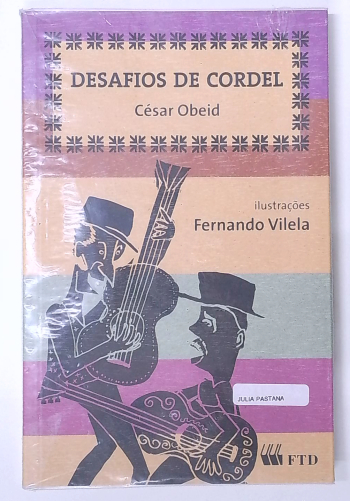 DESAFIOS DE CORDEL
César Obeid
ilustrações
Fernando Vilela
JULIA PASTANA
FTD